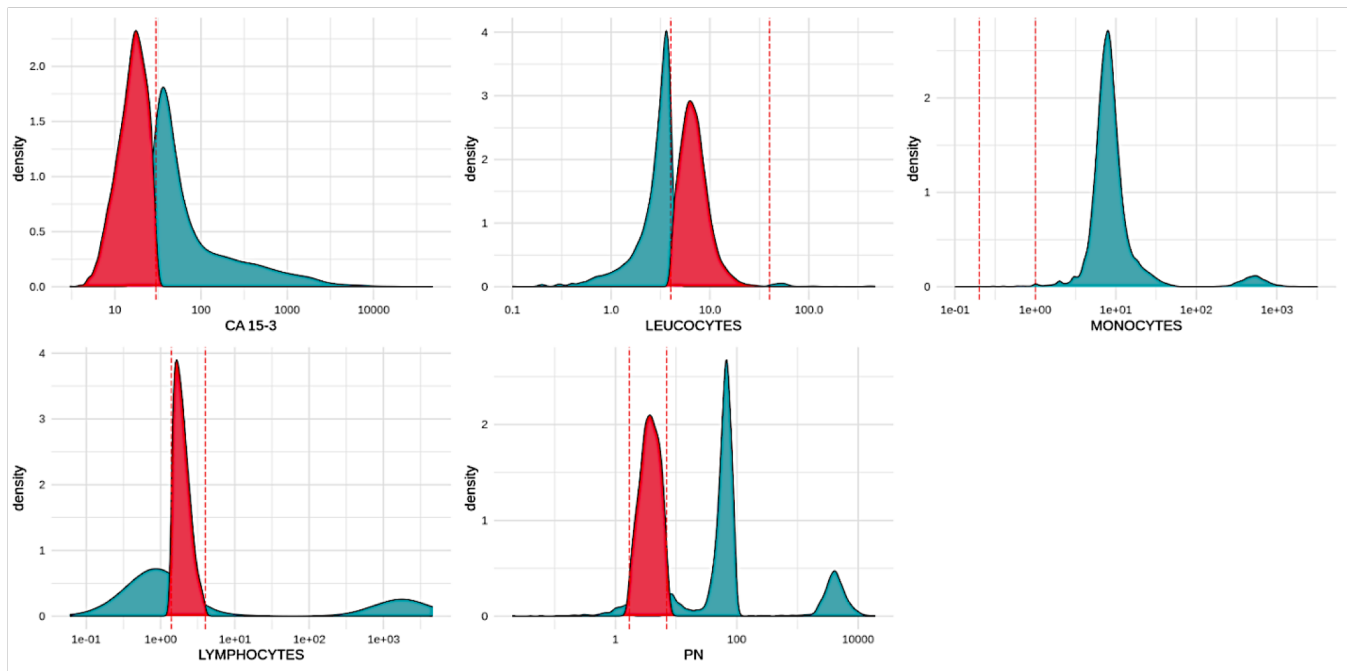 density
2.0
1.5
1.0
0.5
0.0
10 100 1000 10000
CA 15-3
density
4
3
2
1
0
0.1 1.0 10.0 100.0
LEUCOCYTES
density
2
1
0
1e-01 1e+00 1e+01 1e+02 1e+03
MONOCYTES
density
4
3
2
1
0
1e-01 1e+00 1e+01 1e+02 1e+03
LYMPHOCYTES
density
2
1
0
1 100 10000
PN